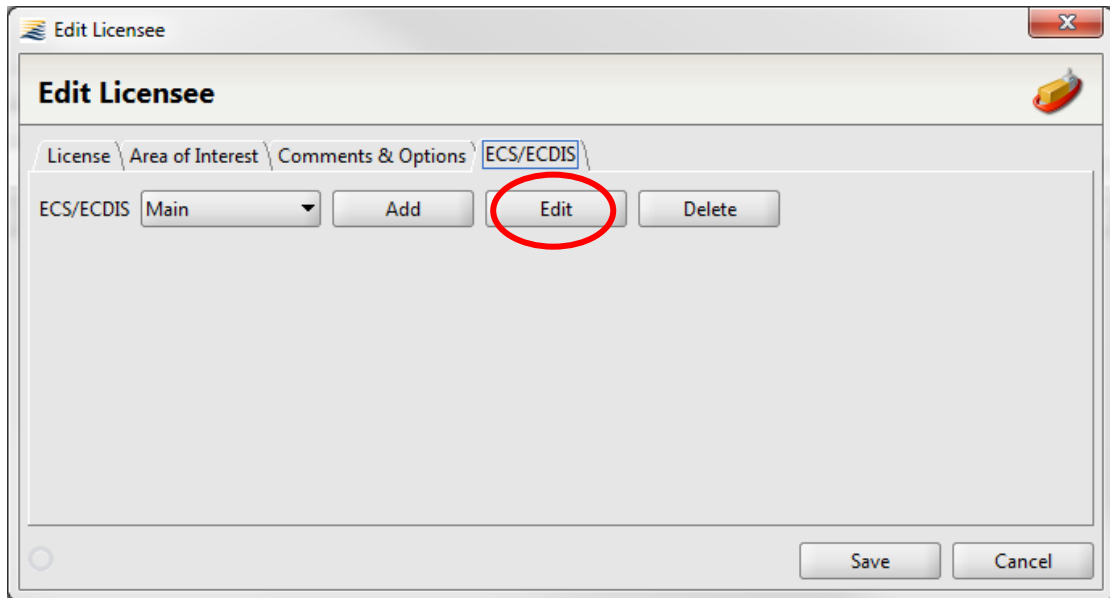 Edit Licensee
Edit Licensee
License Area of Interest Comments & Options ECS/ECDIS
ECS/ECDIS Main Add Edit Delete
Save Cancel